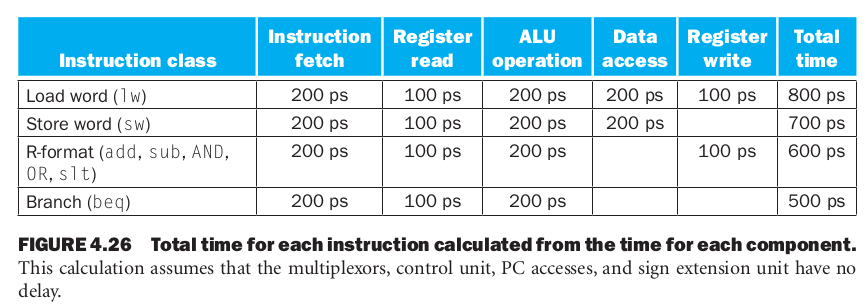 Instruction class Instruction fetch Register read ALU operation Data access Register write Total time
Load word (lw) 200 ps 100 ps 200 ps 200 ps 100 ps 800 ps
Store word (sw) 200 ps 100 ps 200 ps 200 ps 700 ps
R-format (add, sub, AND, 200 ps 100 ps 200 ps 100 ps 600 ps
OR, slt)
Branch (beq) 200 ps 100 ps 200 ps 500 ps
FIGURE 4.26 Total time for each instruction calculated from the time for each component.
This calculation assumes that the multiplexors, control unit, PC accesses, and sign extension unit have no
delay.